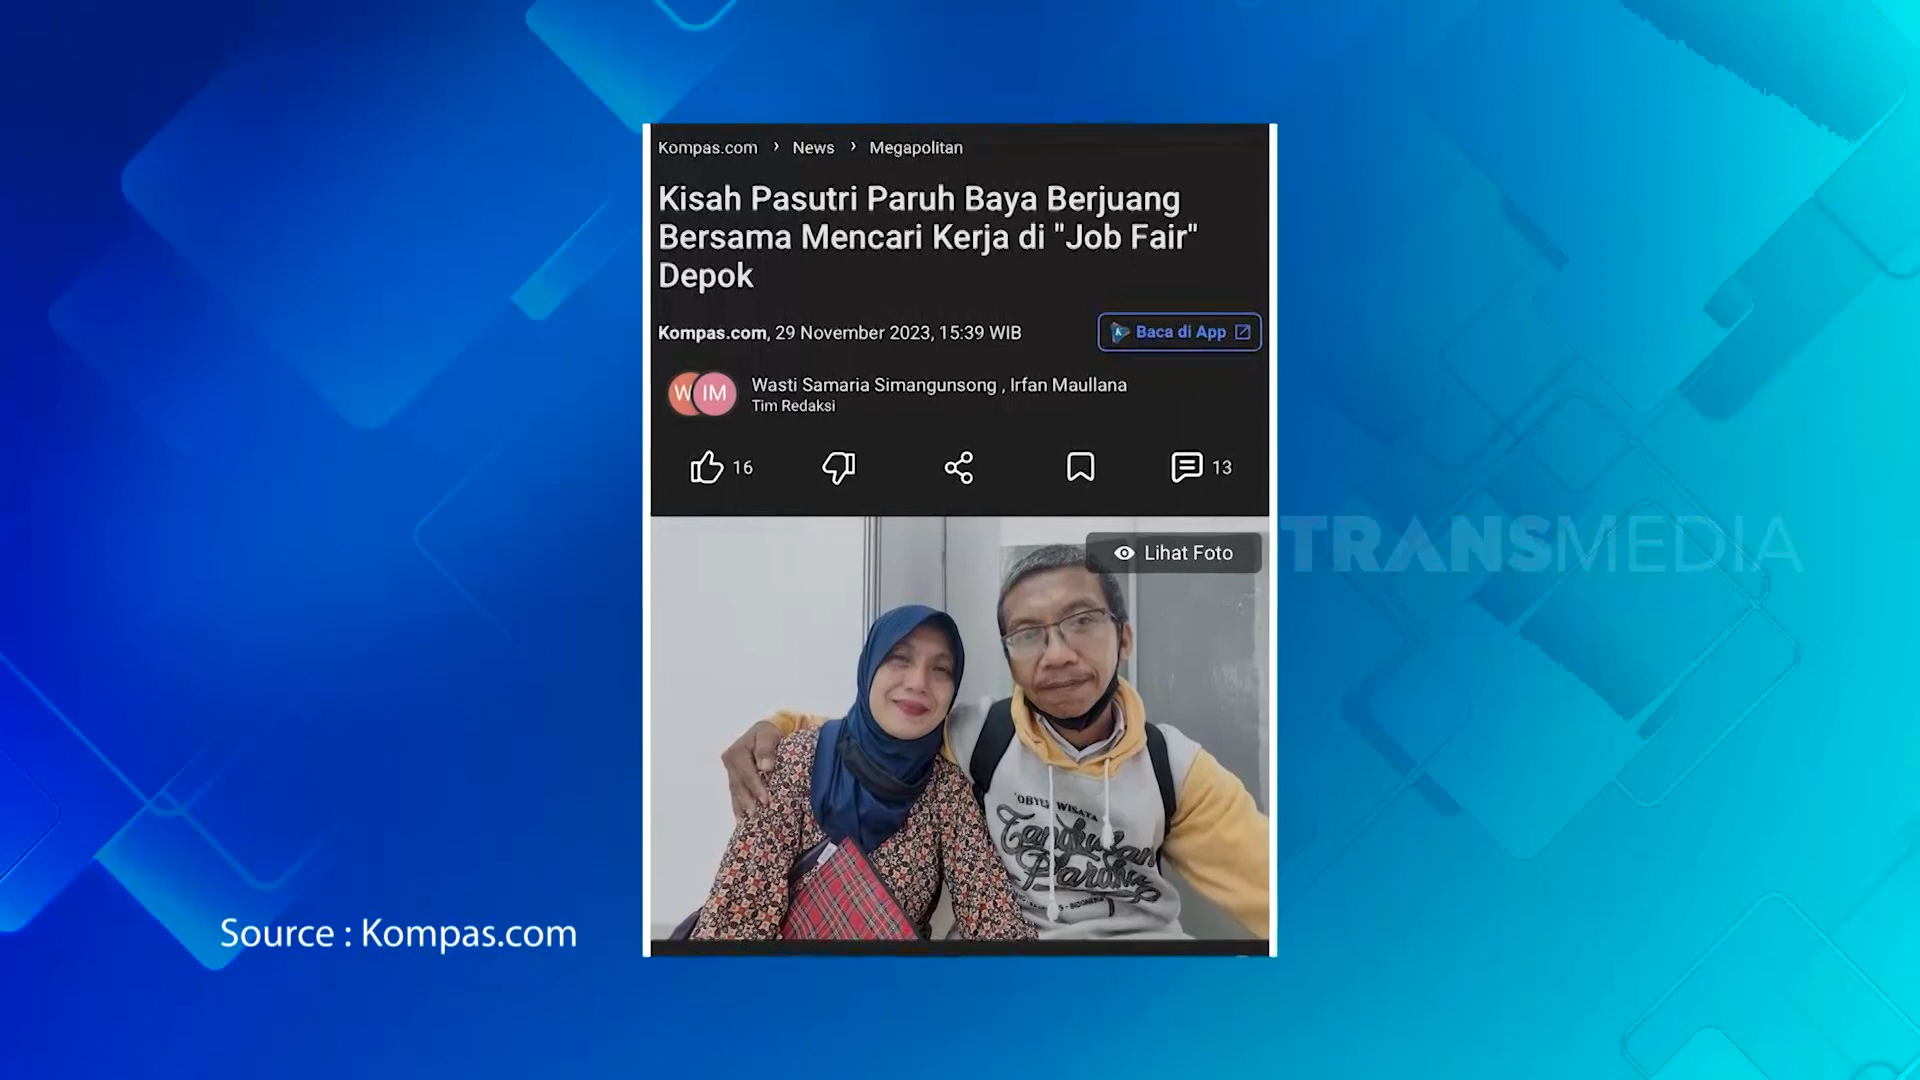 Kompas.com › News › Megapolitan
Kisah Pasutri Paruh Baya Berjuang
Bersama Mencari Kerja di "Job Fair"
Depok
Kompas.com, 29 November 2023, 15:39 WIB
Baca di App
W IM
Wasti Samaria Simangunsong , Irfan Maullana
Tim Redaksi
16
13
Lihat Foto
TRANSMEDIA
WISATA
Source : Kompas.com